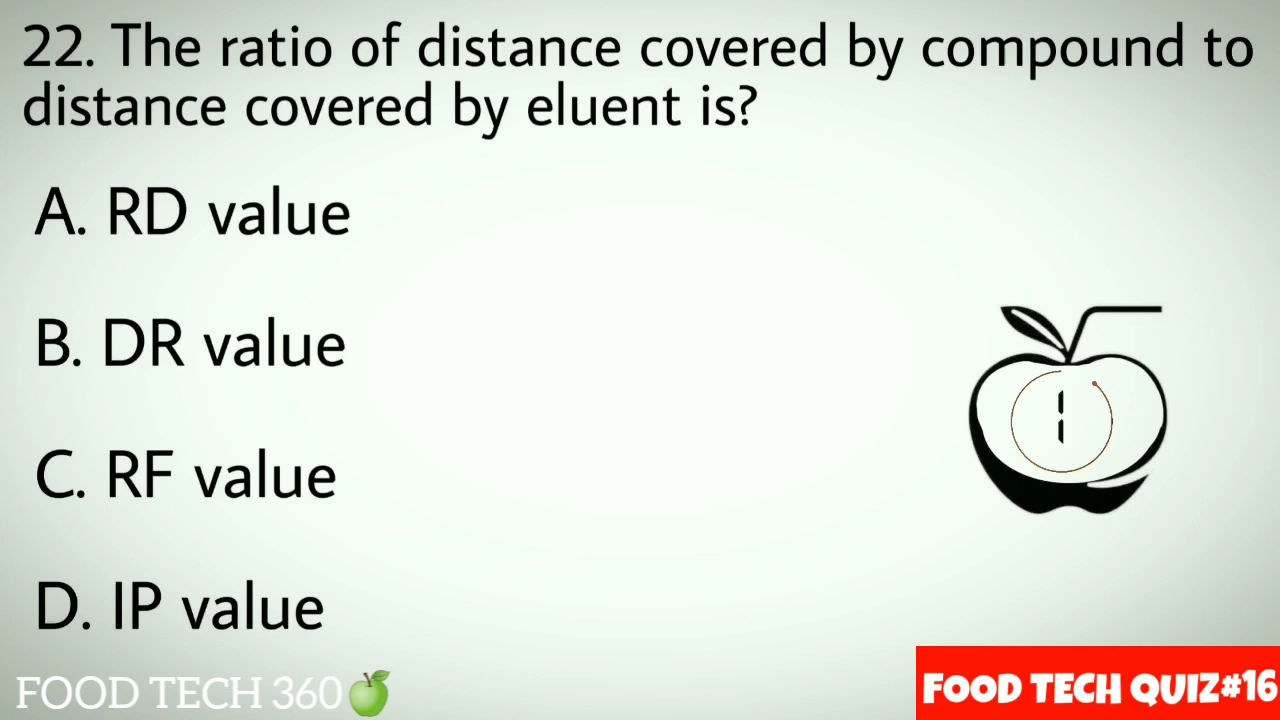 22. The ratio of distance covered by compound to
distance covered by eluent is?
A. RD value
B. DR value
C. RF value
D. IP value
1
FOOD TECH 360
FOOD TECH QUIZ#16